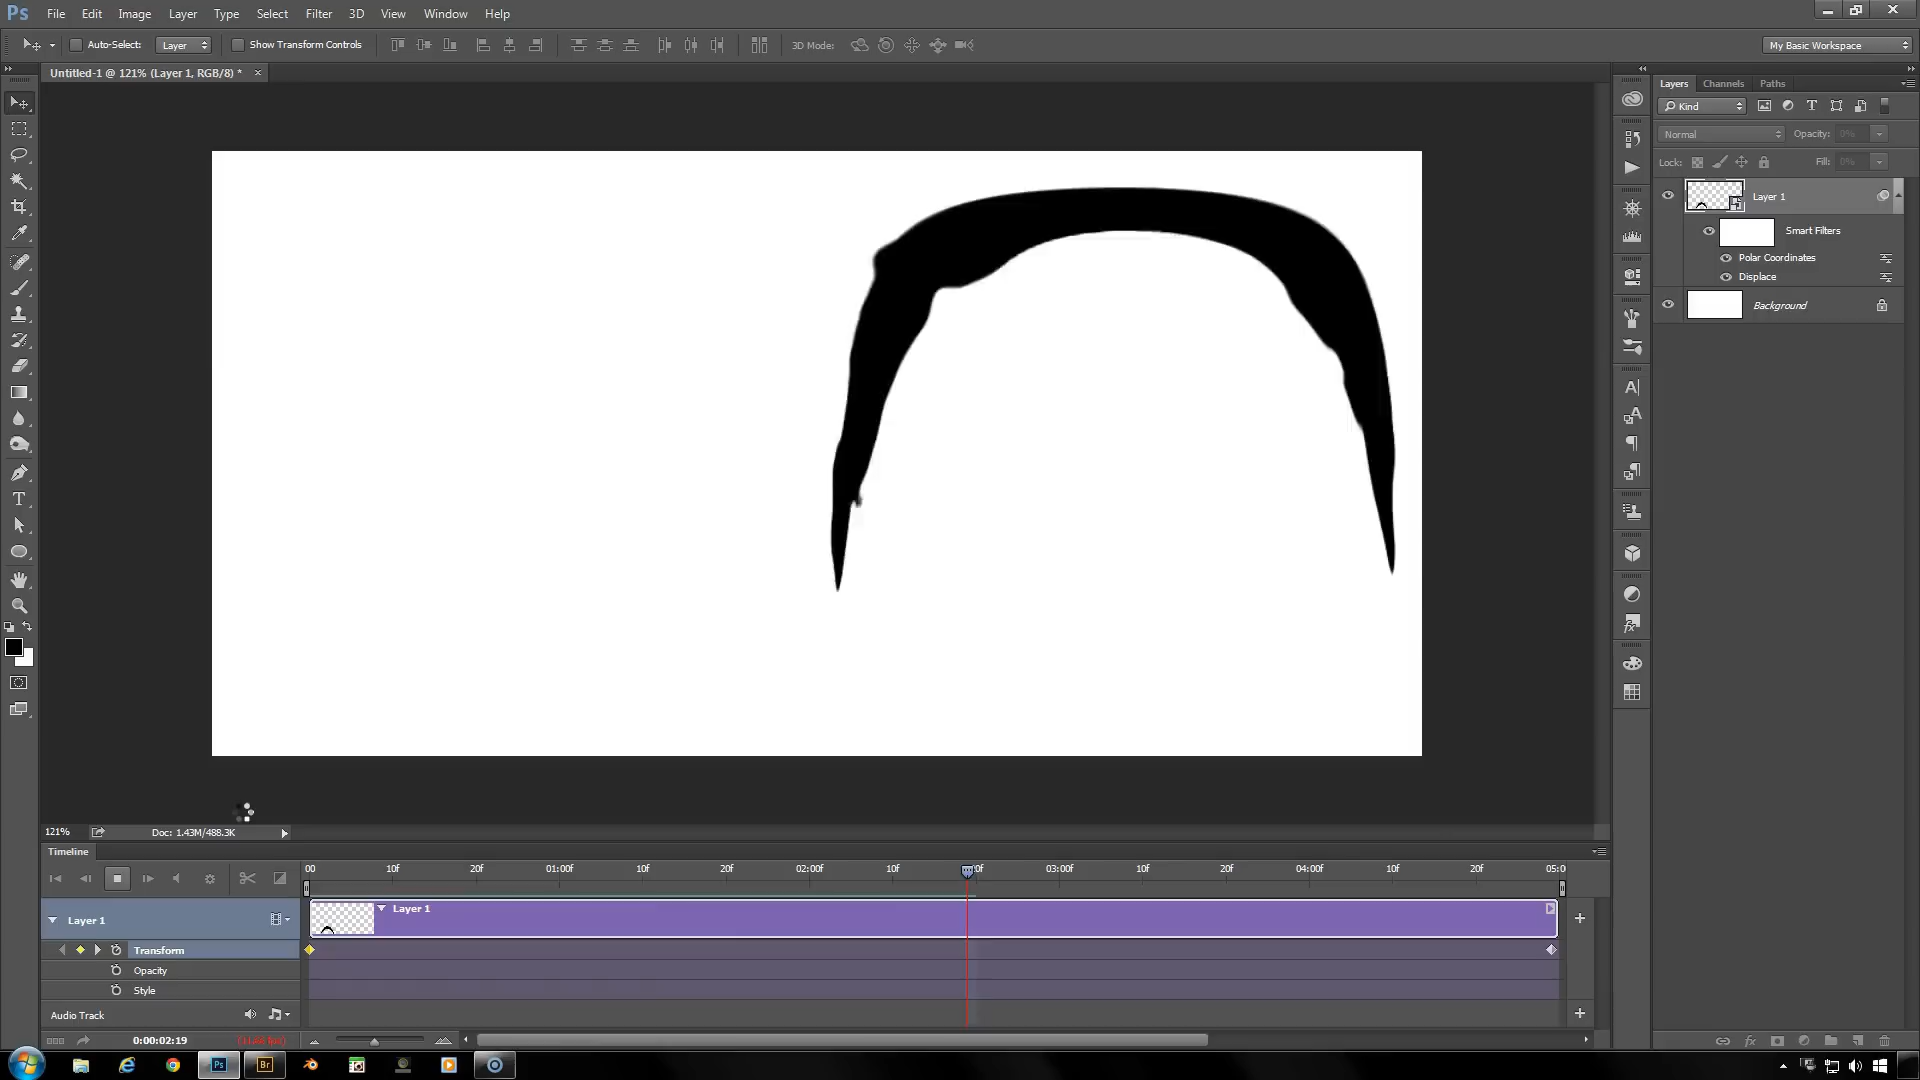 Ps File Edit Image Layer Type Select Filter 3D View Window Help
Auto-Select: Layer Show Transform Controls 3D Mode: My Basic Workspace
Untitled-1 @ 121% (Layer 1, RGB/8) * ×
Layers Channels Paths
Kind
Normal Opacity: 0%
Lock: Fill: 0%
Layer 1
Smart Filters
Polar Coordinates
Displace
Background
121% Doc: 1.43M/488.3K
Timeline
00 10f 20f 01:00f 10f 20f 02:00f 10f 03:00f 10f 20f 04:00f 10f 20f 05:0
Layer 1
Layer 1
Transform
Opacity
Style
Audio Track
0:00:02:19
Ps Br